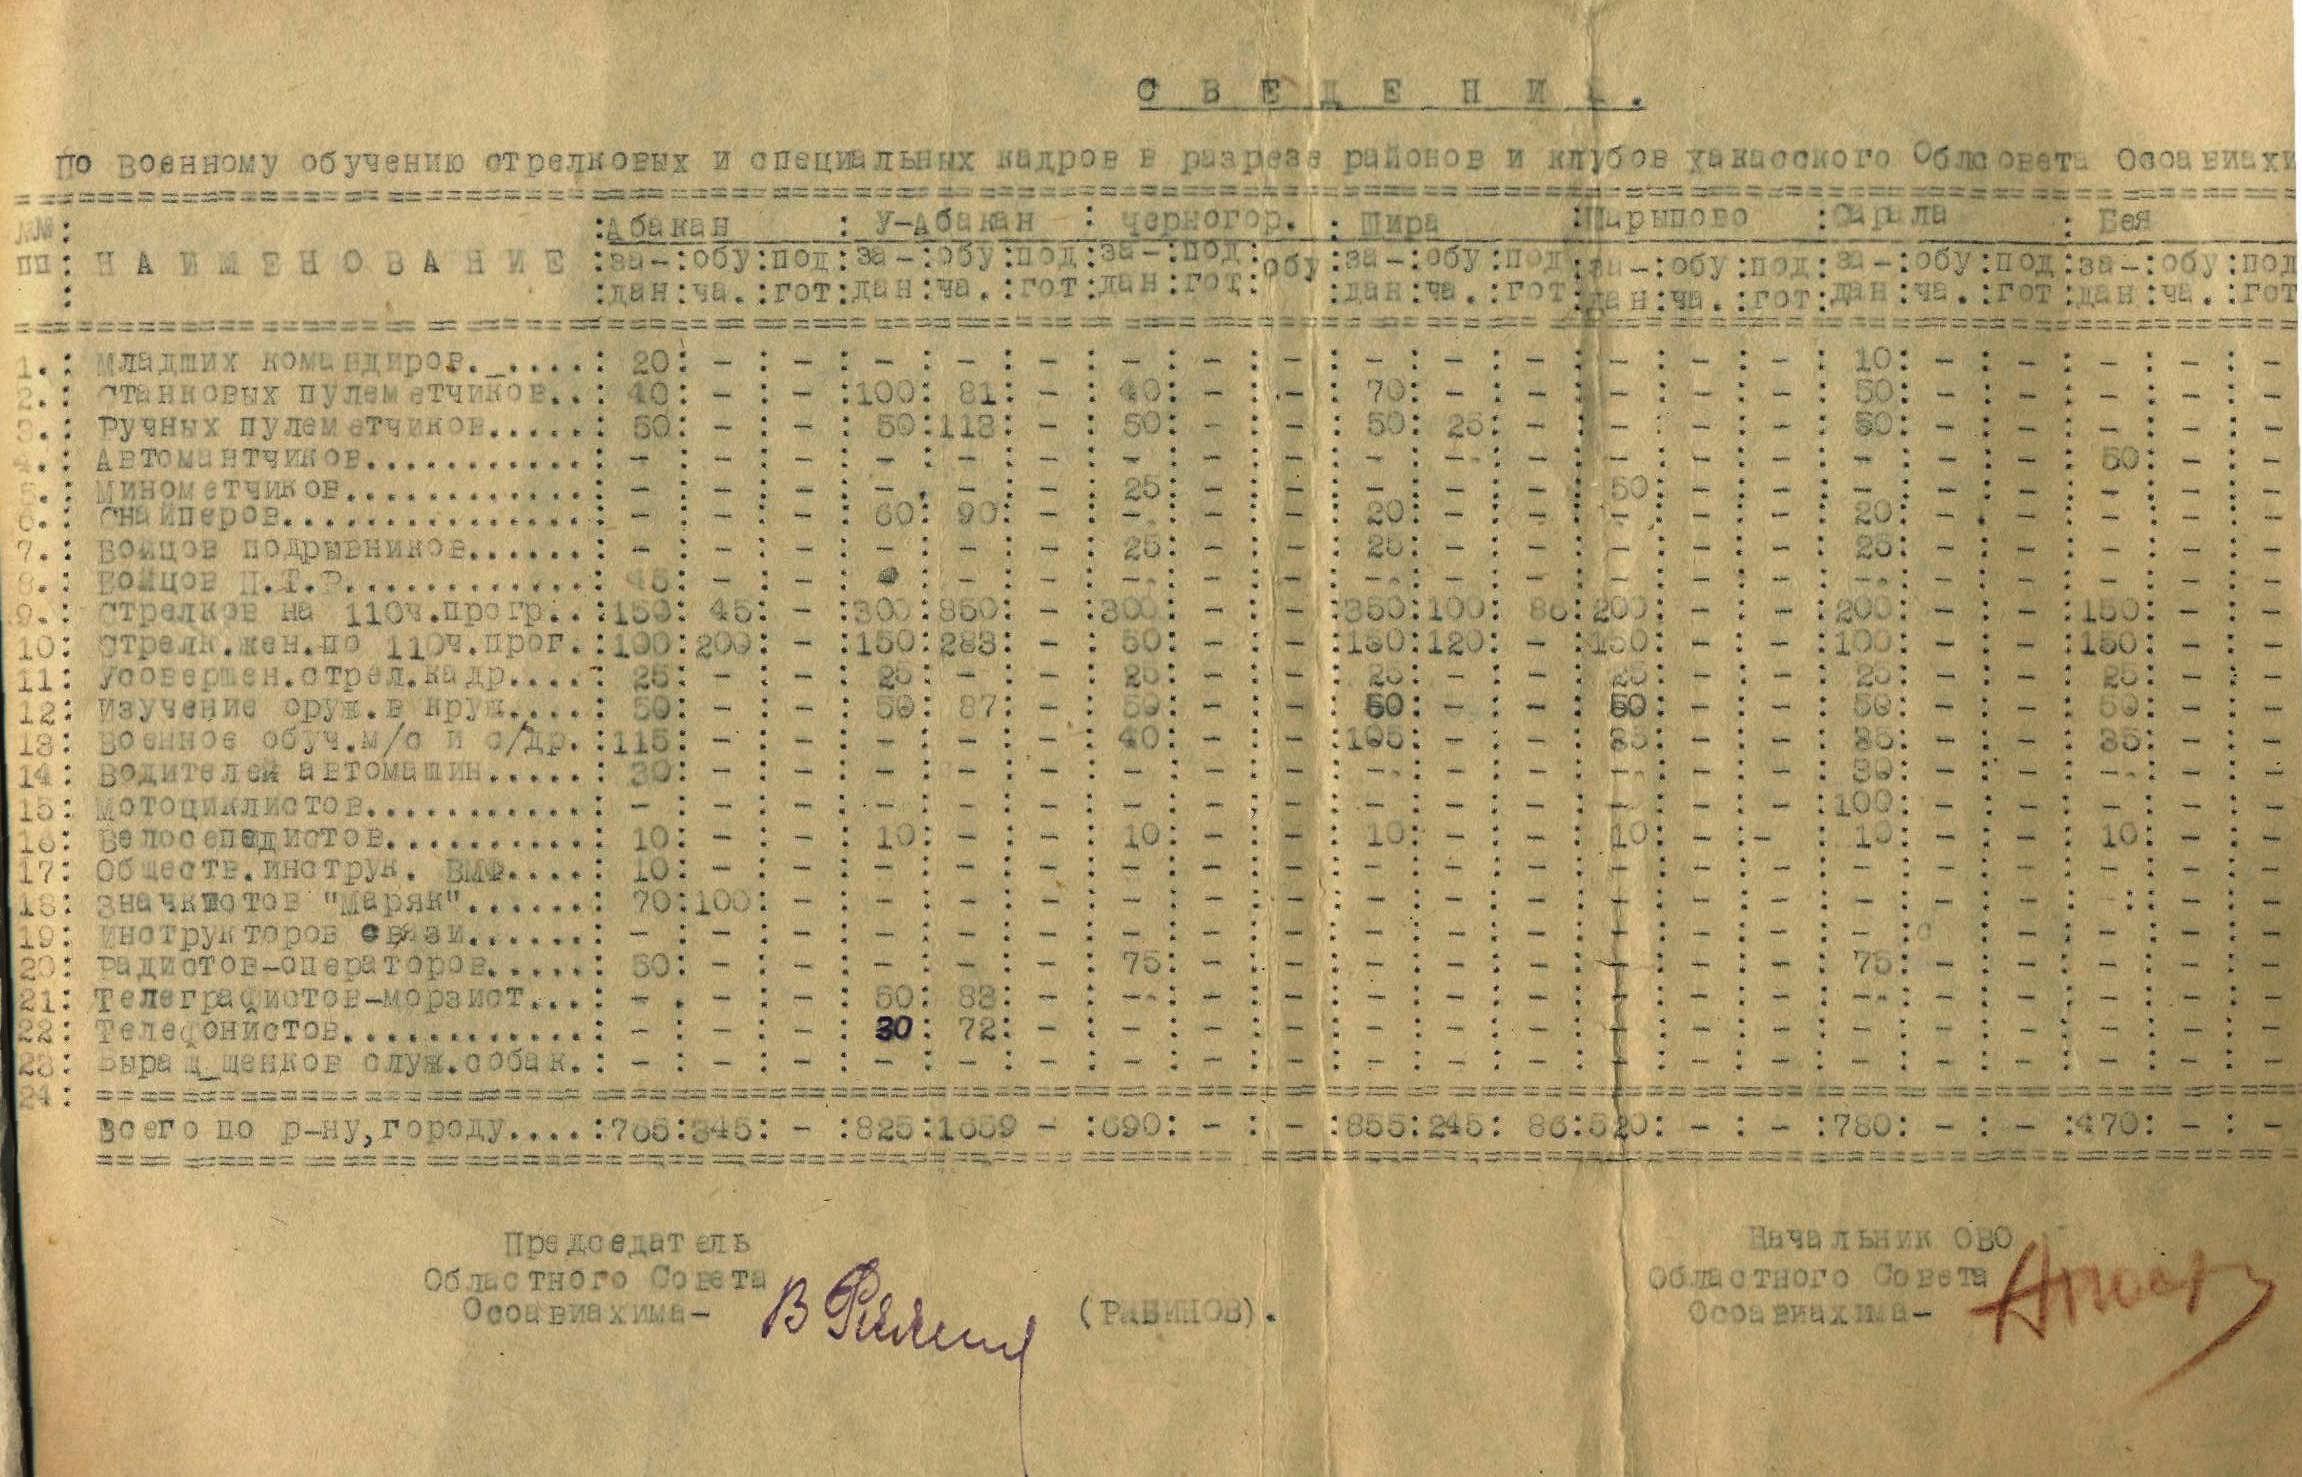 С В Е Д Е Н И Я.
по военному обучению стрелковых и специальных кадров в разрезе районов и клубов Хакасского Облсовета Осоавиахи
№№ : :Абакан : У-Абакан : Черногор. : Шира :Шарыпово :Сарала : Бея
пп : Н А И М Е Н О В А Н И Е :за-:обу:под:за-:обу:под:за-:под:обу:за-:обу:под:за-:обу:под:за-:обу:под:за-:обу:под
: :дан:ча.:гот:дан:ча.:гот:дан:гот: :дан:ча.:гот:дан:ча.:гот:дан:ча.:гот:дан:ча.:гот
1.: Младших командиров._....: 20: - : - : - : - : - : - : - : - : - : - : - : - : - : - : 10: - : - : - : - : -
2.: Станковых пулеметчиков..: 40: - : - :100: 81: - : 40: - : - : 70: - : - : - : - : - : 50: - : - : - : - : -
3.: Ручных пулеметчиков.....: 50: - : - : 50:113: - : 50: - : - : 50: 25: - : - : - : - : 50: - : - : - : - : -
4.: Автомантчиков...........: - : - : - : - : - : - : - : - : - : - : - : - : - : - : - : - : - : - : 50: - : -
5.: Минометчиков............: - : - : - : - : - : - : 25: - : - : - : - : - : 50: - : - : - : - : - : - : - : -
6.: Снайперов...............: - : - : - : 60: 90: - : - : - : - : 20: - : - : - : - : - : 20: - : - : - : - : -
7.: Бойцов подрывников......: - : - : - : - : - : - : 25: - : - : 25: - : - : - : - : - : 25: - : - : - : - : -
8.: Бойцов П.Т.Р............: 45: - : - : - : - : - : - : - : - : - : - : - : - : - : - : - : - : - : - : - : -
9.: Стрелков на 110ч.прогр..:150: 45: - :300:850: - :300: - : - :350:100: 86:200: - : - :200: - : - :150: - : -
10: Стрелк.жен.по 110ч.прог.:100:200: - :150:283: - : 50: - : - :150:120: - :150: - : - :100: - : - :150: - : -
11: Усовершен.стрел.кадр....: 25: - : - : 25: - : - : 25: - : - : 25: - : - : 25: - : - : 25: - : - : 25: - : -
12: Изучение оруж.в круж....: 50: - : - : 50: 87: - : 50: - : - : 50: - : - : 50: - : - : 50: - : - : 50: - : -
13: Военное обуч.м/с и с/др.:115: - : - : - : - : - : 40: - : - :105: - : - : 35: - : - : 35: - : - : 35: - : -
14: Водителей автомашин.....: 30: - : - : - : - : - : - : - : - : - : - : - : - : - : - : 30: - : - : - : - : -
15: Мотоциклистов...........: - : - : - : - : - : - : - : - : - : - : - : - : - : - : - :100: - : - : - : - : -
16: Велосепедистов..........: 10: - : - : 10: - : - : 10: - : - : 10: - : - : 10: - : - : 10: - : - : 10: - : -
17: Обществ.инструк. ВМФ....: 10: - : - : - : - : - : - : - : - : - : - : - : - : - : - : - : - : - : - : - : -
18: Значкистов "Маряк"......: 70:100: - : - : - : - : - : - : - : - : - : - : - : - : - : - : - : - : - : - : -
19: Инструкторов связи......: - : - : - : - : - : - : - : - : - : - : - : - : - : - : - : - : - : - : - : - : -
20: Радистов-операторов.....: 50: - : - : - : - : - : 75: - : - : - : - : - : - : - : - : 75: - : - : - : - : -
21: Телеграфистов-морзист...: - : - : - : 50: 83: - : - : - : - : - : - : - : - : - : - : - : - : - : - : - : -
22: Телефонистов............: - : - : - : 30: 72: - : - : - : - : - : - : - : - : - : - : - : - : - : - : - : -
23: Выращ_щенков служ.собак.: - : - : - : - : - : - : - : - : - : - : - : - : - : - : - : - : - : - : - : - : -
24:
Всего по р-ну,городу....:765:345: - :825:1659 - :690: - : - :855:245: 86:520: - : - :780: - : - :470: - : -
Председатель
Областного Совета
Осоавиахима- (РАБИНОВ).
Начальник ОВО
Областного Совета
Осоавиахима-